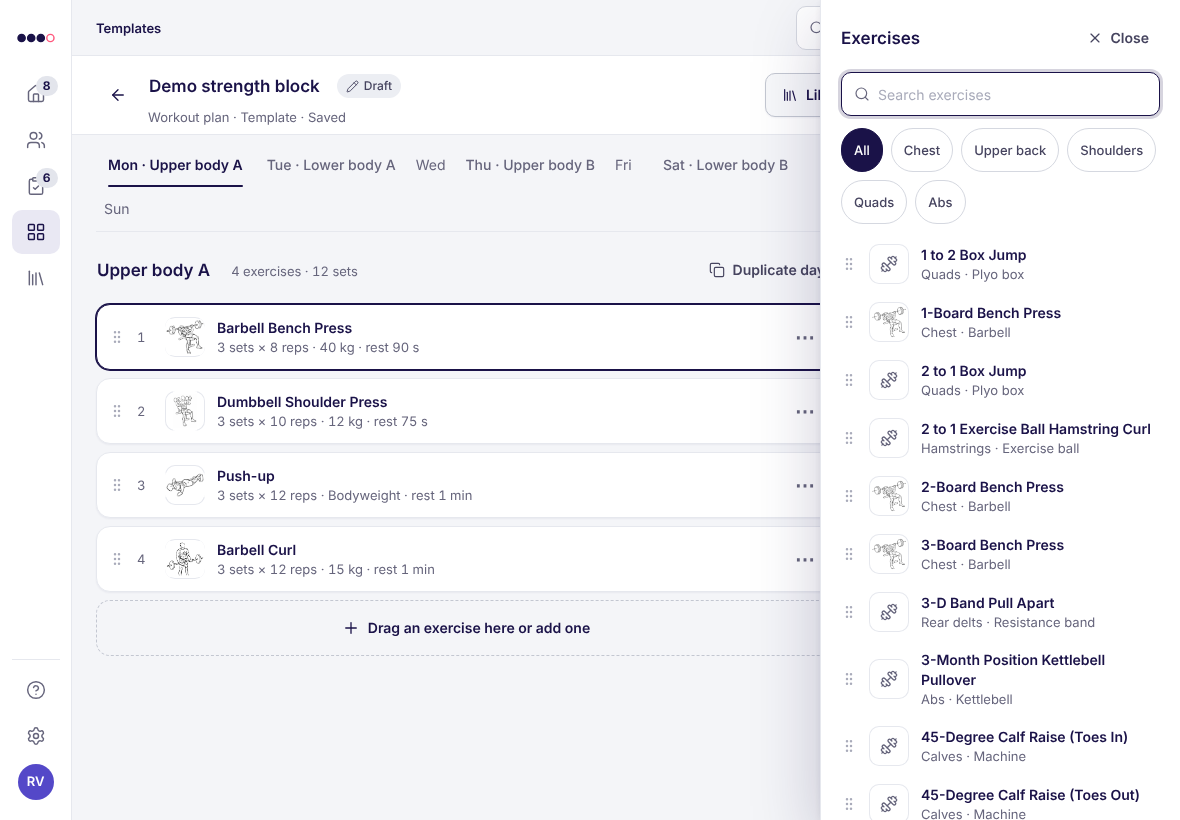 Templates
Exercises
Close
8
Demo strength block
Draft
Workout plan · Template · Saved
Search exercises
All
Chest
Upper back
Shoulders
Quads
Abs
6
Mon · Upper body A
Tue · Lower body A
Wed
Thu · Upper body B
Fri
Sat · Lower body B
Sun
Upper body A
4 exercises · 12 sets
Duplicate day
1
Barbell Bench Press
3 sets × 8 reps · 40 kg · rest 90 s
2
Dumbbell Shoulder Press
3 sets × 10 reps · 12 kg · rest 75 s
3
Push-up
3 sets × 12 reps · Bodyweight · rest 1 min
4
Barbell Curl
3 sets × 12 reps · 15 kg · rest 1 min
Drag an exercise here or add one
1 to 2 Box Jump
Quads · Plyo box
1-Board Bench Press
Chest · Barbell
2 to 1 Box Jump
Quads · Plyo box
2 to 1 Exercise Ball Hamstring Curl
Hamstrings · Exercise ball
2-Board Bench Press
Chest · Barbell
3-Board Bench Press
Chest · Barbell
3-D Band Pull Apart
Rear delts · Resistance band
3-Month Position Kettlebell
Pullover
Abs · Kettlebell
45-Degree Calf Raise (Toes In)
Calves · Machine
45-Degree Calf Raise (Toes Out)
Calves · Machine
RV